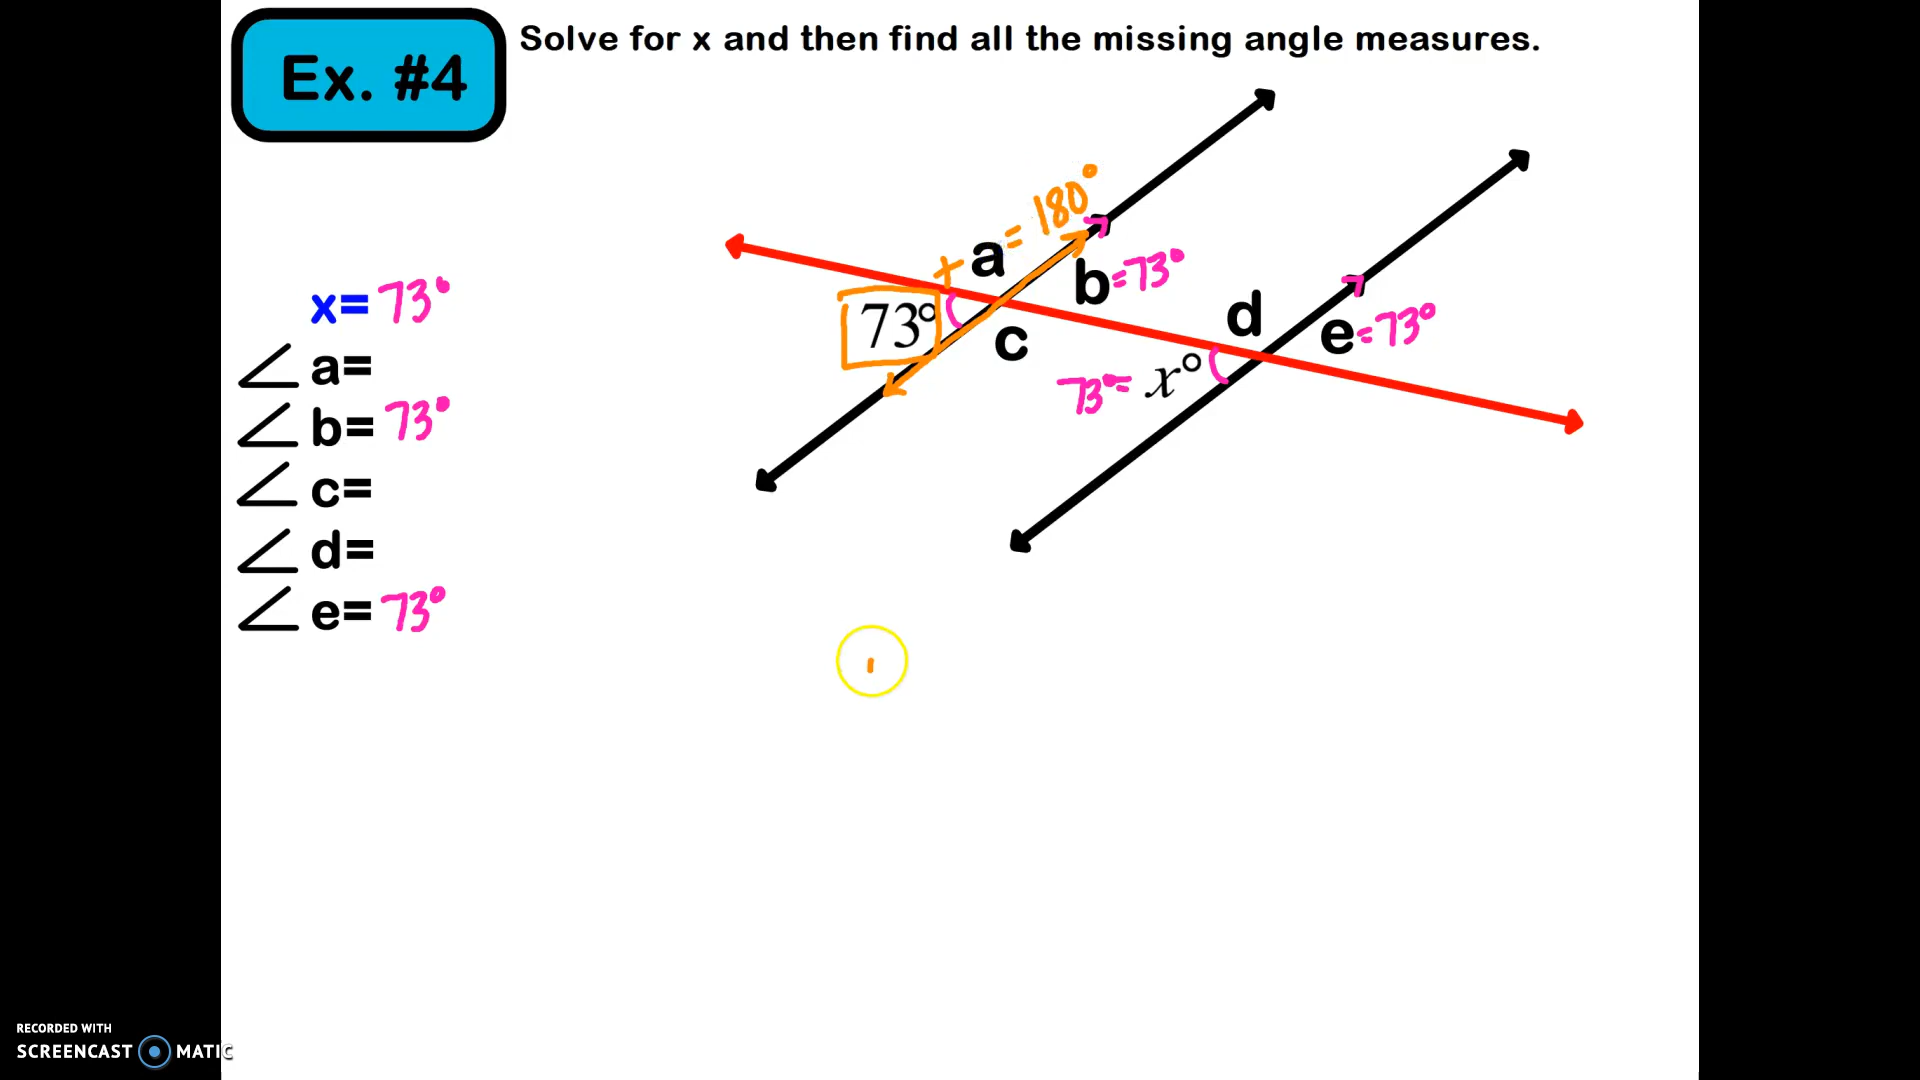 Ex. #4
Solve for x and then find all the missing angle measures.
x= 73°
∠a=
∠b= 73°
∠c=
∠d=
∠e= 73°
73° + a = 180°
b = 73°
c
d
e = 73°
73° = x°
RECORDED WITH
SCREENCAST MATIC